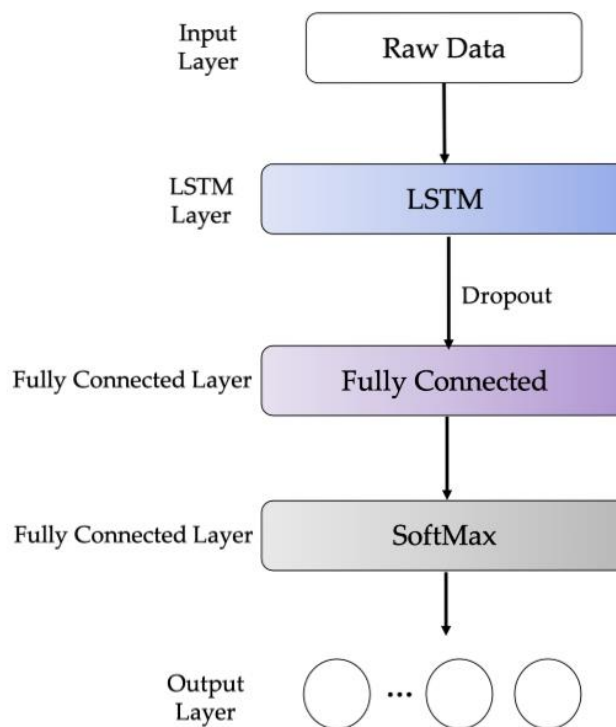 Input
Layer
Raw Data
LSTM
Layer
LSTM
Dropout
Fully Connected Layer
Fully Connected
Fully Connected Layer
SoftMax
Output
Layer
...